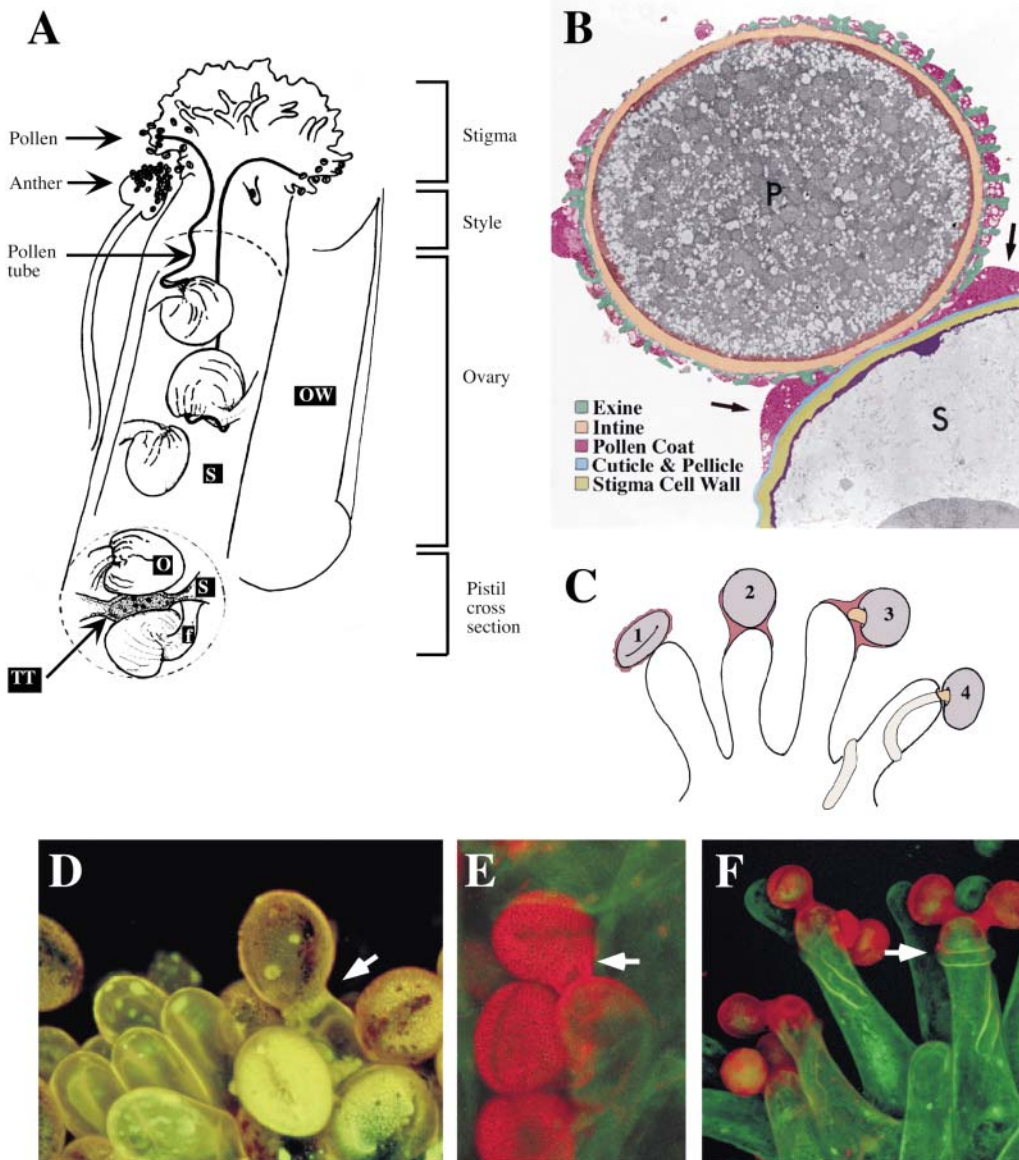 A
Pollen
Anther
Pollen
tube
Stigma
Style
Ovary
Pistil
cross
section
OW
S
O
S
f
TT
B
P
S
Exine
Intine
Pollen Coat
Cuticle & Pellicle
Stigma Cell Wall
C
1
2
3
4
D
E
F